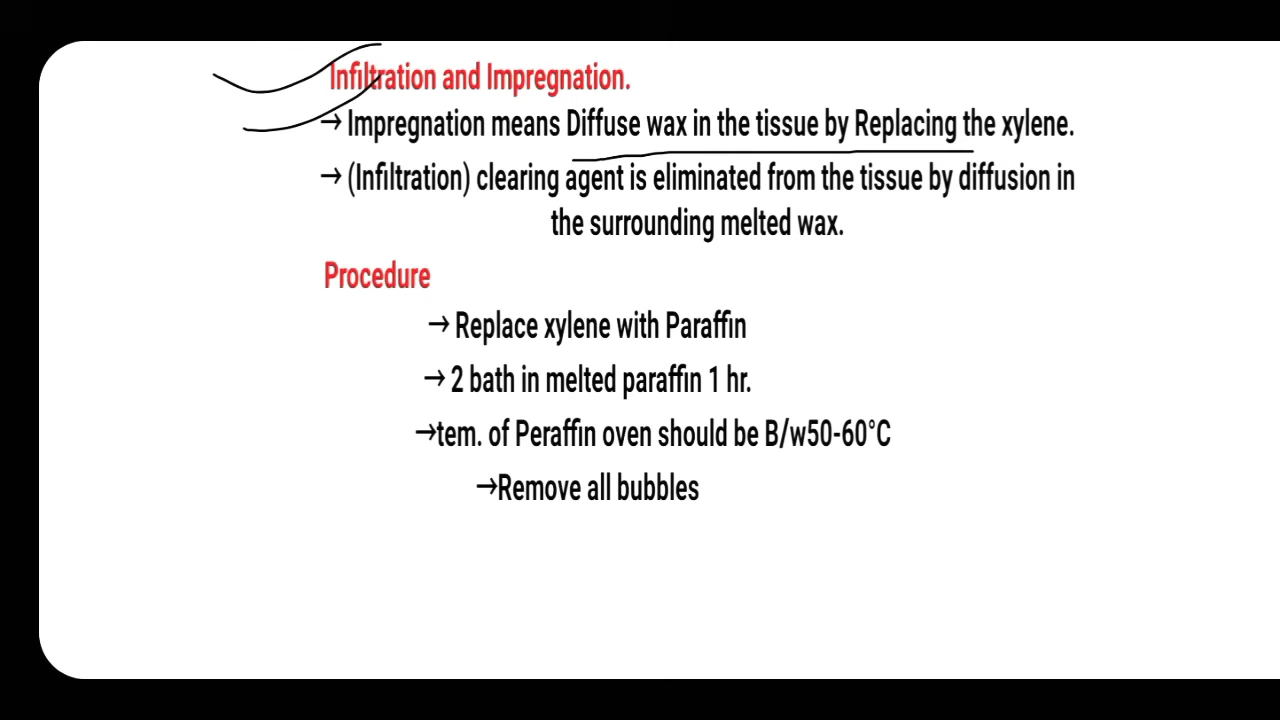 Infiltration and Impregnation.
→ Impregnation means Diffuse wax in the tissue by Replacing the xylene.
→ (Infiltration) clearing agent is eliminated from the tissue by diffusion in
the surrounding melted wax.
Procedure
→ Replace xylene with Paraffin
→ 2 bath in melted paraffin 1 hr.
→tem. of Peraffin oven should be B/w50-60°C
→Remove all bubbles